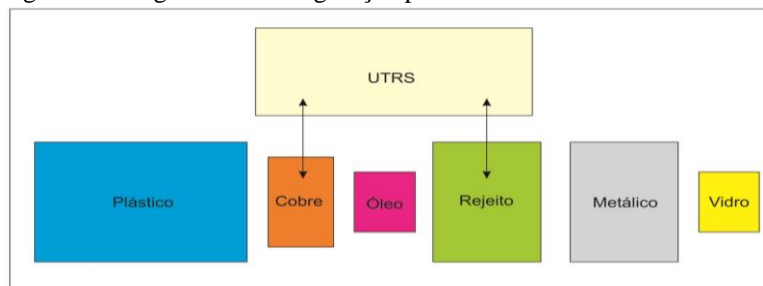 UTRS
Plástico
Cobre
Óleo
Rejeito
Metálico
Vidro